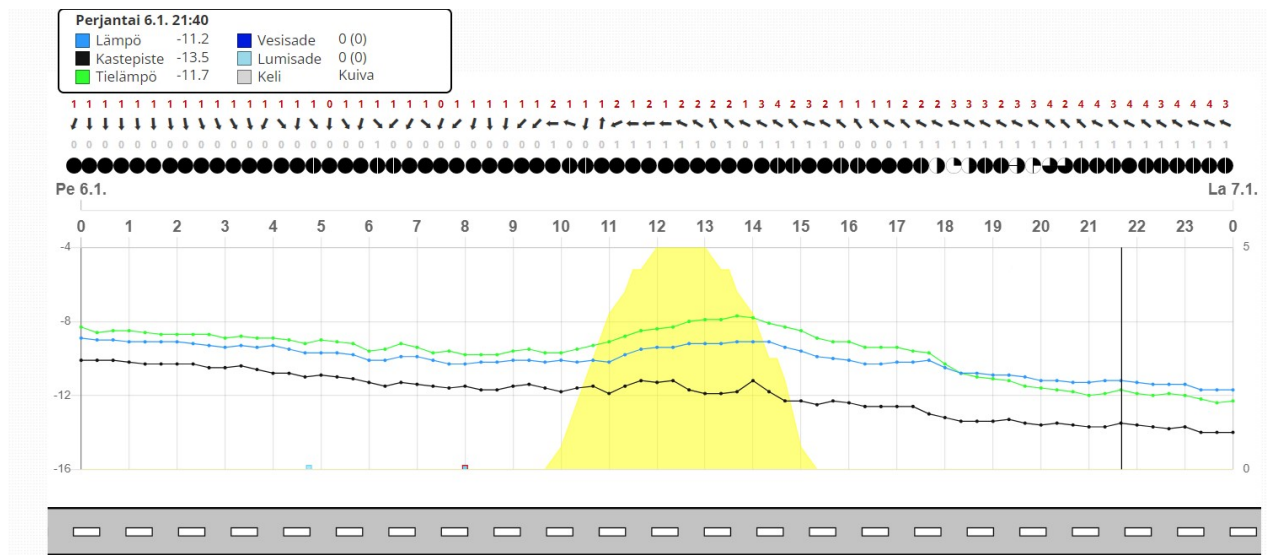 Perjantai 6.1. 21:40
Lämpö -11.2 Vesisade 0 (0)
Kastepiste -13.5 Lumisade 0 (0)
Tielämpö -11.7 Keli Kuiva
1 1 1 1 1 1 1 1 1 1 1 1 1 1 1 1 0 1 1 1 1 1 1 0 1 1 1 1 1 1 2 1 1 1 2 1 2 1 2 2 2 2 1 3 4 2 3 2 1 1 1 1 2 2 2 3 3 3 3 3 3 4 2 4 4 3 4 4 3 4 4 4 3
Pe 6.1. La 7.1.
0 1 2 3 4 5 6 7 8 9 10 11 12 13 14 15 16 17 18 19 20 21 22 23 0
-4 5
-8
-12
-16 0